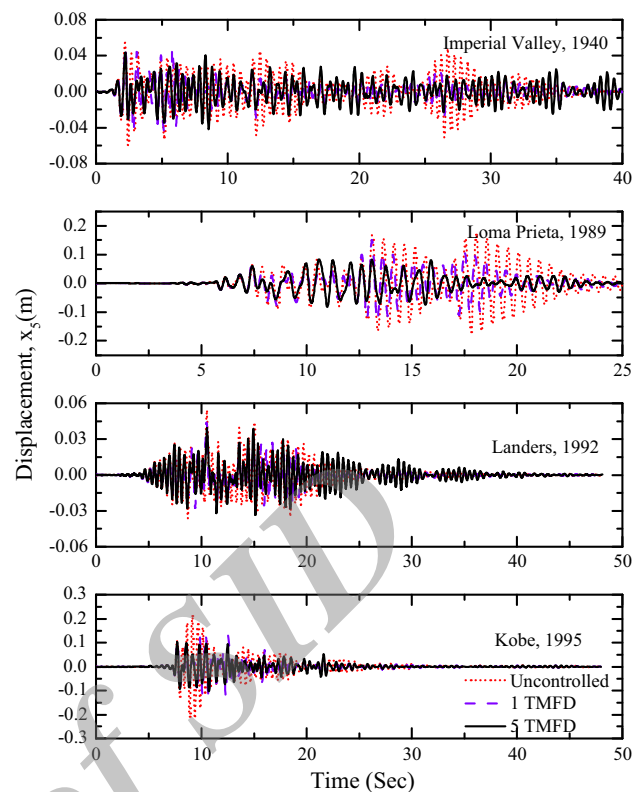 0.08
Imperial Valley, 1940
0.04
0.00
-0.04
-0.08
0 10 20 30 40
0.2
Loma Prieta, 1989
0.1
0.0
-0.1
-0.2
0 5 10 15 20 25
Displacement, x5(m)
0.06
0.03
Landers, 1992
0.00
-0.03
-0.06
0 10 20 30 40 50
0.3
0.2
Kobe, 1995
0.1
0.0
Uncontrolled
-0.1
1 TMFD
-0.2
5 TMFD
-0.3
0 10 20 30 40 50
Time (Sec)
of SID